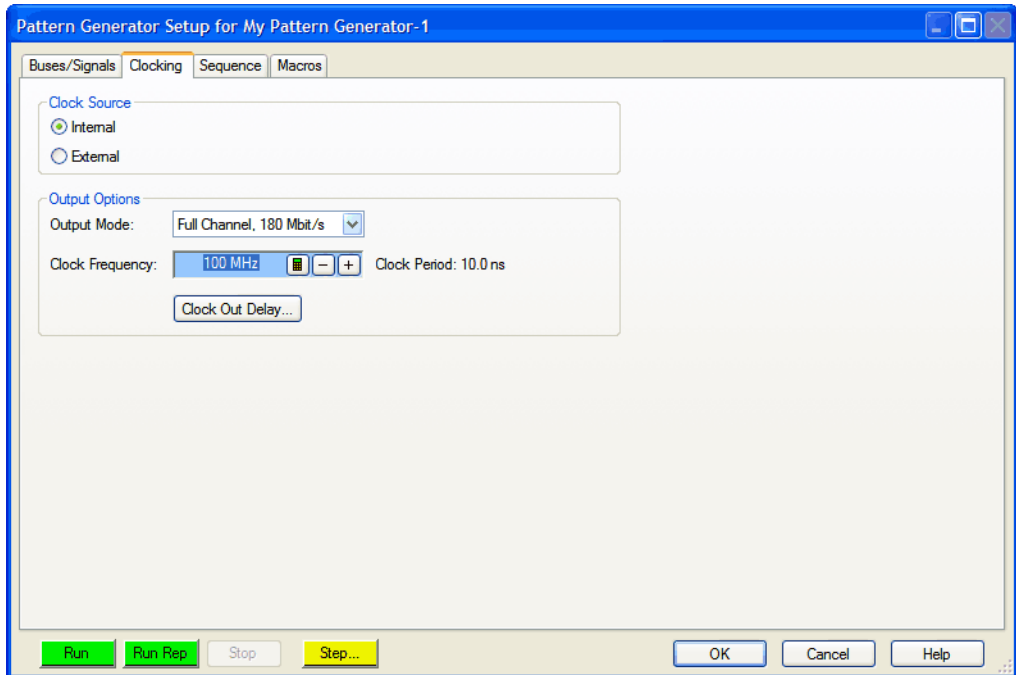 Pattern Generator Setup for My Pattern Generator-1
Buses/Signals Clocking Sequence Macros
Clock Source
Internal
External
Output Options
Output Mode: Full Channel, 180 Mbit/s
Clock Frequency: 100 MHz − + Clock Period: 10.0 ns
Clock Out Delay...
Run Run Rep Stop Step... OK Cancel Help